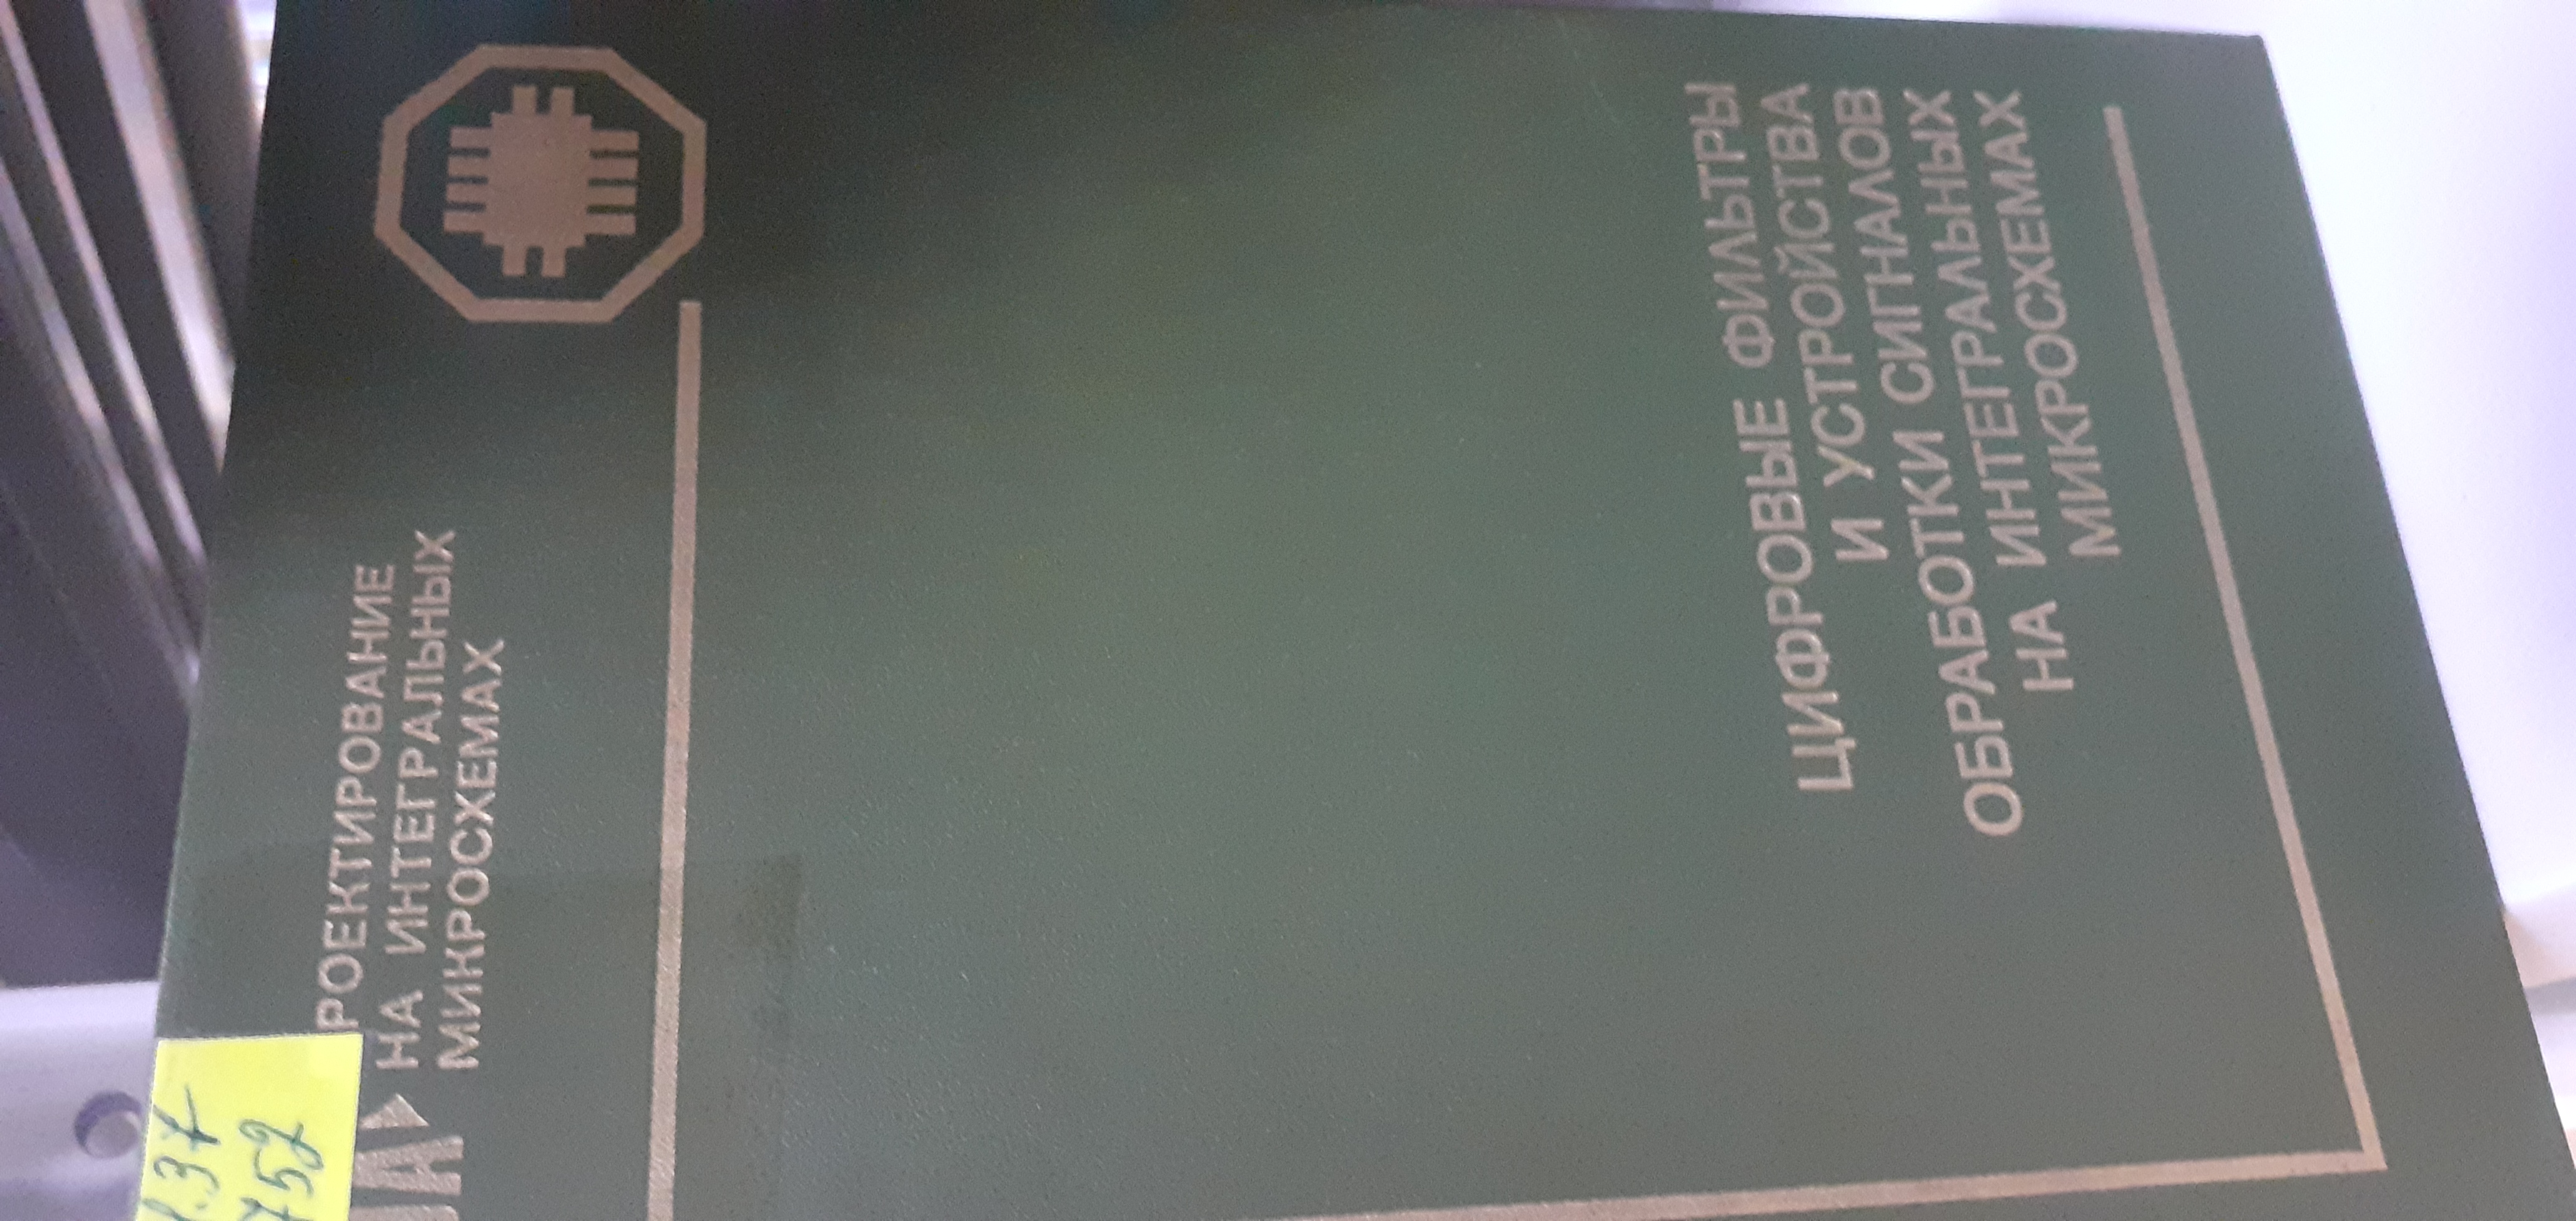 РОЕКТИРОВАНИЕ
НА ИНТЕГРАЛЬНЫХ
МИКРОСХЕМАХ
ЦИФРОВЫЕ ФИЛЬТРЫ
И УСТРОЙСТВА
ОБРАБОТКИ СИГНАЛОВ
НА ИНТЕГРАЛЬНЫХ
МИКРОСХЕМАХ